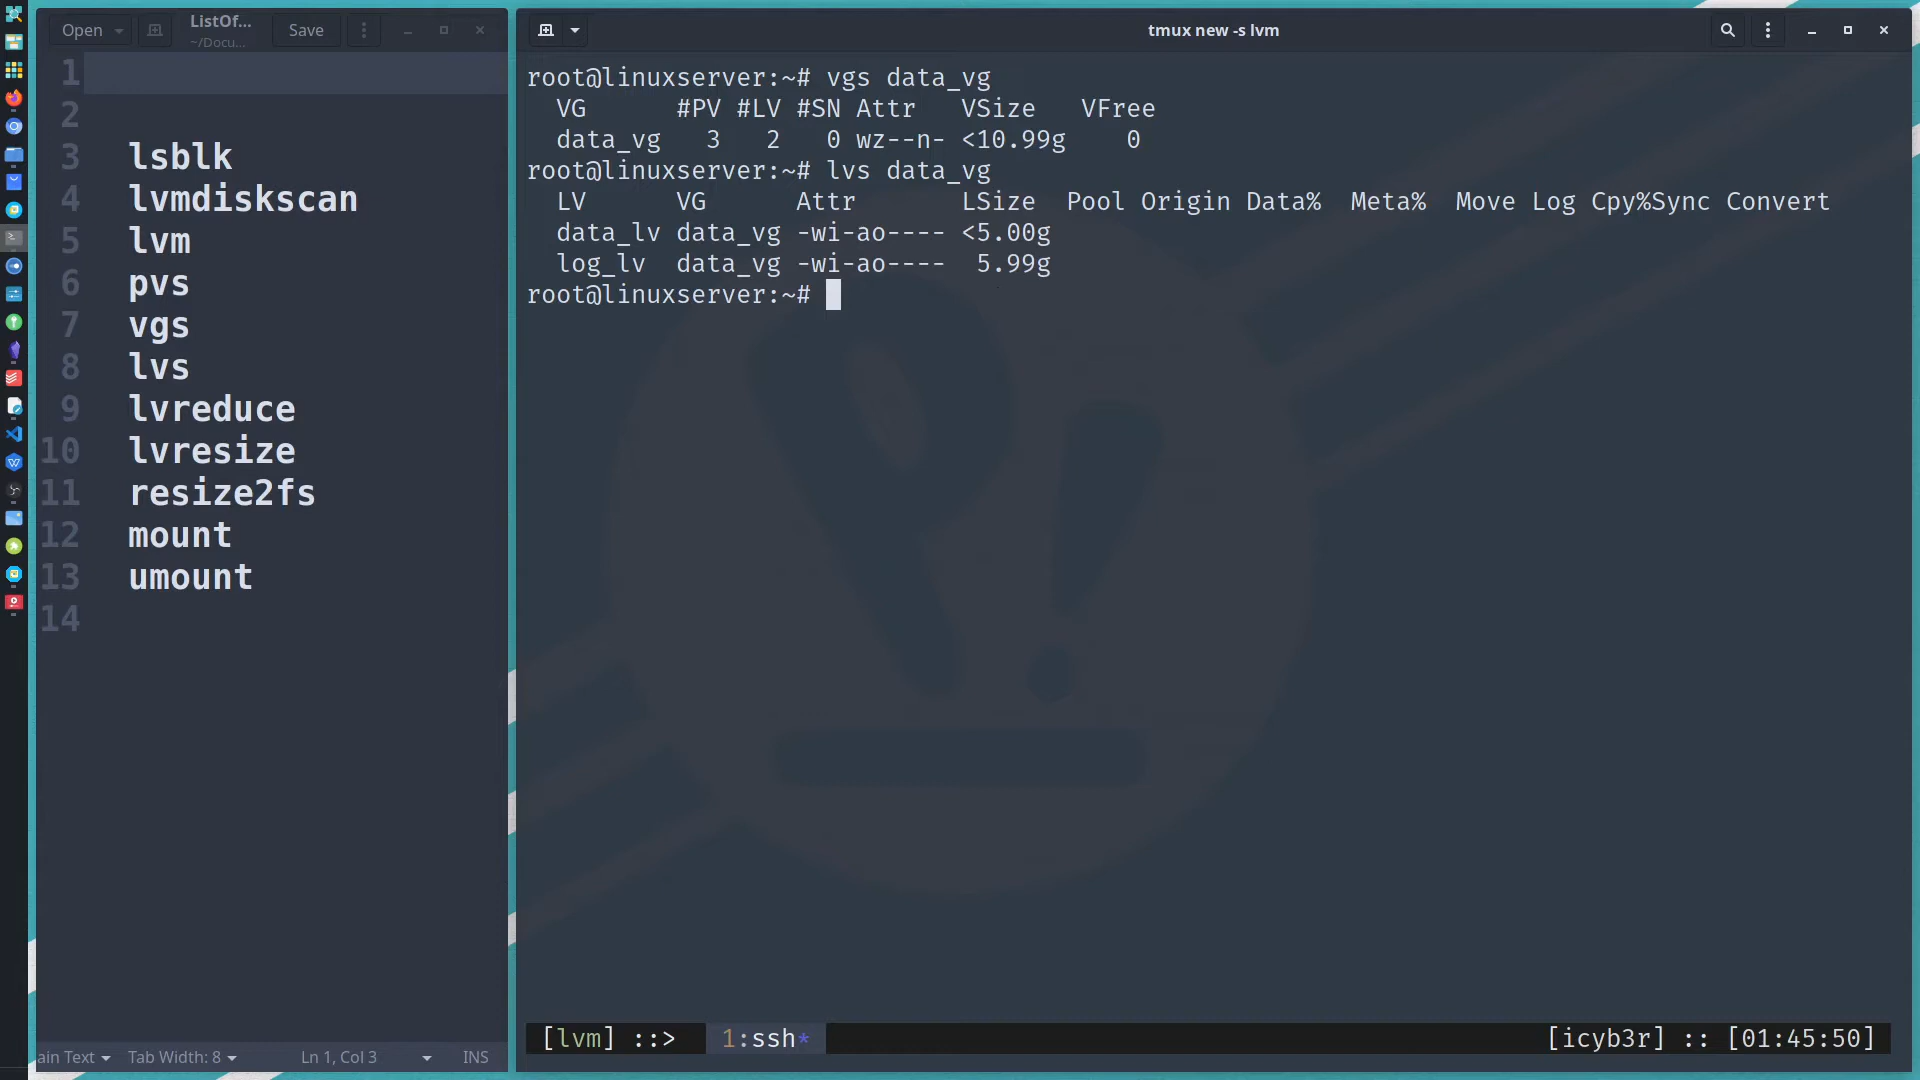 Open
ListOf...
~/Docu...
Save
1
2
3 lsblk
4 lvmdiskscan
5 lvm
6 pvs
7 vgs
8 lvs
9 lvreduce
10 lvresize
11 resize2fs
12 mount
13 umount
14
ain Text Tab Width: 8 Ln 1, Col 3 INS
tmux new -s lvm
root@linuxserver:~# vgs data_vg
VG #PV #LV #SN Attr VSize VFree
data_vg 3 2 0 wz--n- <10.99g 0
root@linuxserver:~# lvs data_vg
LV VG Attr LSize Pool Origin Data% Meta% Move Log Cpy%Sync Convert
data_lv data_vg -wi-ao---- <5.00g
log_lv data_vg -wi-ao---- 5.99g
root@linuxserver:~#
[lvm] ::> 1:ssh* [icyb3r] :: [01:45:50]